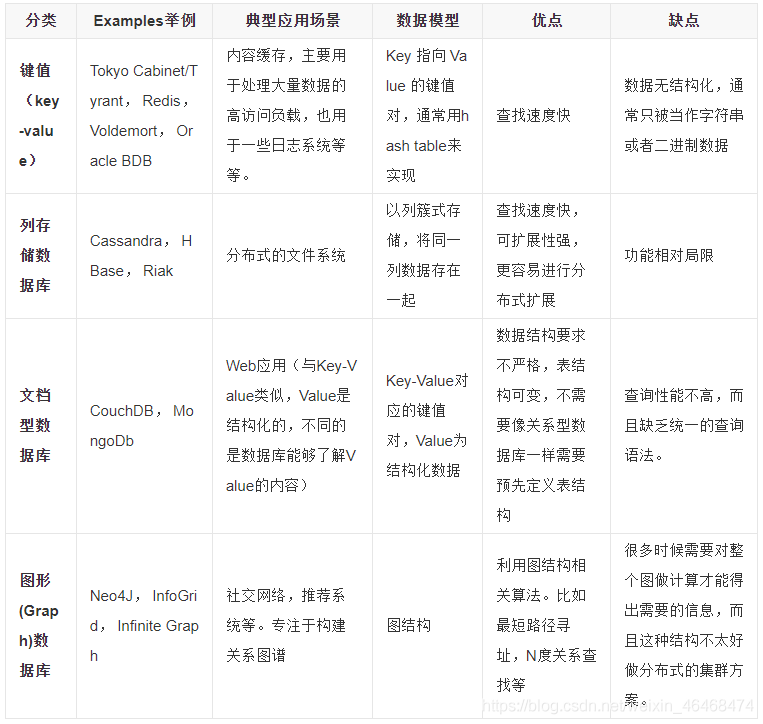 分类 Examples举例 典型应用场景 数据模型 优点 缺点
键值
（key
-valu
e）
Tokyo Cabinet/T
yrant， Redis，
Voldemort， Or
acle BDB
内容缓存，主要用
于处理大量数据的
高访问负载，也用
于一些日志系统等
等。
Key 指向 Va
lue 的键值
对，通常用h
ash table来
实现
查找速度快
数据无结构化，通
常只被当作字符串
或者二进制数据
列存
储数
据库
Cassandra， H
Base， Riak
分布式的文件系统
以列簇式存
储，将同一
列数据存在
一起
查找速度快，
可扩展性强，
更容易进行分
布式扩展
功能相对局限
文档
型数
据库
CouchDB， Mo
ngoDb
Web应用（与Key-V
alue类似，Value是
结构化的，不同的
是数据库能够了解V
alue的内容）
Key-Value对
应的键值
对，Value为
结构化数据
数据结构要求
不严格，表结
构可变，不需
要像关系型数
据库一样需要
预先定义表结
构
查询性能不高，而
且缺乏统一的查询
语法。
图形
(Grap
h)数
据库
Neo4J， InfoGri
d， Infinite Grap
h
社交网络，推荐系
统等。专注于构建
关系图谱
图结构
利用图结构相
关算法。比如
最短路径寻
址，N度关系查
找等
很多时候需要对整
个图做计算才能得
出需要的信息，而
且这种结构不太好
做分布式的集群方
案。
https://blog.csdn.net/weixin_46468474